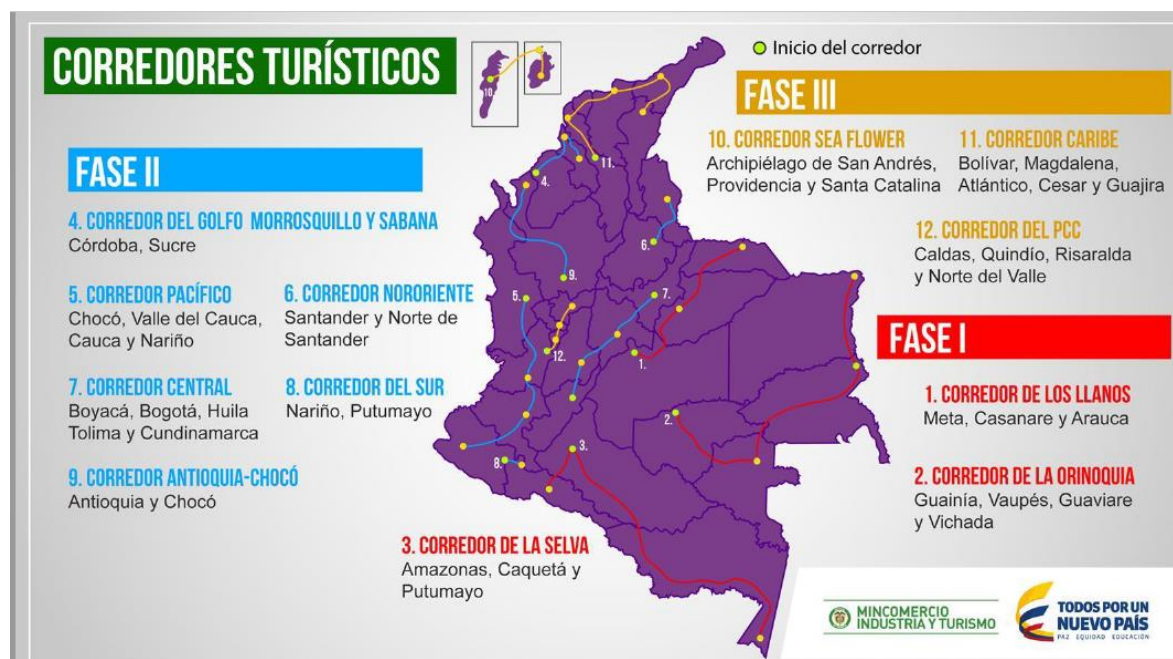 CORREDORES TURÍSTICOS
Inicio del corredor
FASE III
10. CORREDOR SEA FLOWER
Archipiélago de San Andrés,
Providencia y Santa Catalina
11. CORREDOR CARIBE
Bolívar, Magdalena,
Atlántico, Cesar y Guajira
12. CORREDOR DEL PCC
Caldas, Quindío, Risaralda
y Norte del Valle
FASE II
4. CORREDOR DEL GOLFO MORROSQUILLO Y SABANA
Córdoba, Sucre
5. CORREDOR PACÍFICO
Chocó, Valle del Cauca,
Cauca y Nariño
6. CORREDOR NORORIENTE
Santander y Norte de
Santander
7. CORREDOR CENTRAL
Boyacá, Bogotá, Huila
Tolima y Cundinamarca
8. CORREDOR DEL SUR
Nariño, Putumayo
9. CORREDOR ANTIOQUIA-CHOCÓ
Antioquia y Chocó
FASE I
1. CORREDOR DE LOS LLANOS
Meta, Casanare y Arauca
2. CORREDOR DE LA ORINOQUIA
Guainía, Vaupés, Guaviare
y Vichada
3. CORREDOR DE LA SELVA
Amazonas, Caquetá y
Putumayo
10.
11.
4.
6.
9.
5.
7.
12.
1.
2.
3.
8.
MINCOMERCIO
INDUSTRIA Y TURISMO
TODOS POR UN
NUEVO PAÍS
PAZ EQUIDAD EDUCACIÓN